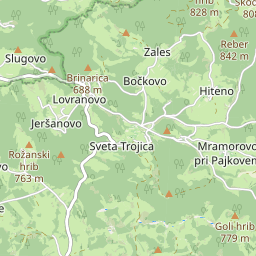 hrib
828 m
Reber
842 m
Zales
Slugovo
Brinarica
688 m
Bočkovo
Hiteno
Lovranovo
Jeršanovo
Sveta Trojica
Mramorovo
pri Pajkovem
Rožanski
hrib
763 m
Goli hrib
779 m